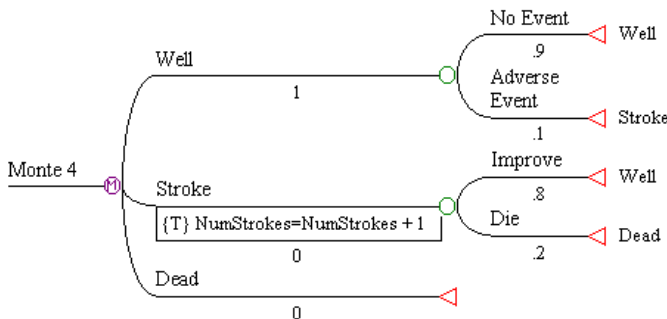 No Event
Well
.9
Well
1
Adverse
Event
Stroke
.1
Monte 4
M
Improve
Well
.8
Stroke
{T} NumStrokes=NumStrokes + 1
0
Die
Dead
.2
Dead
0